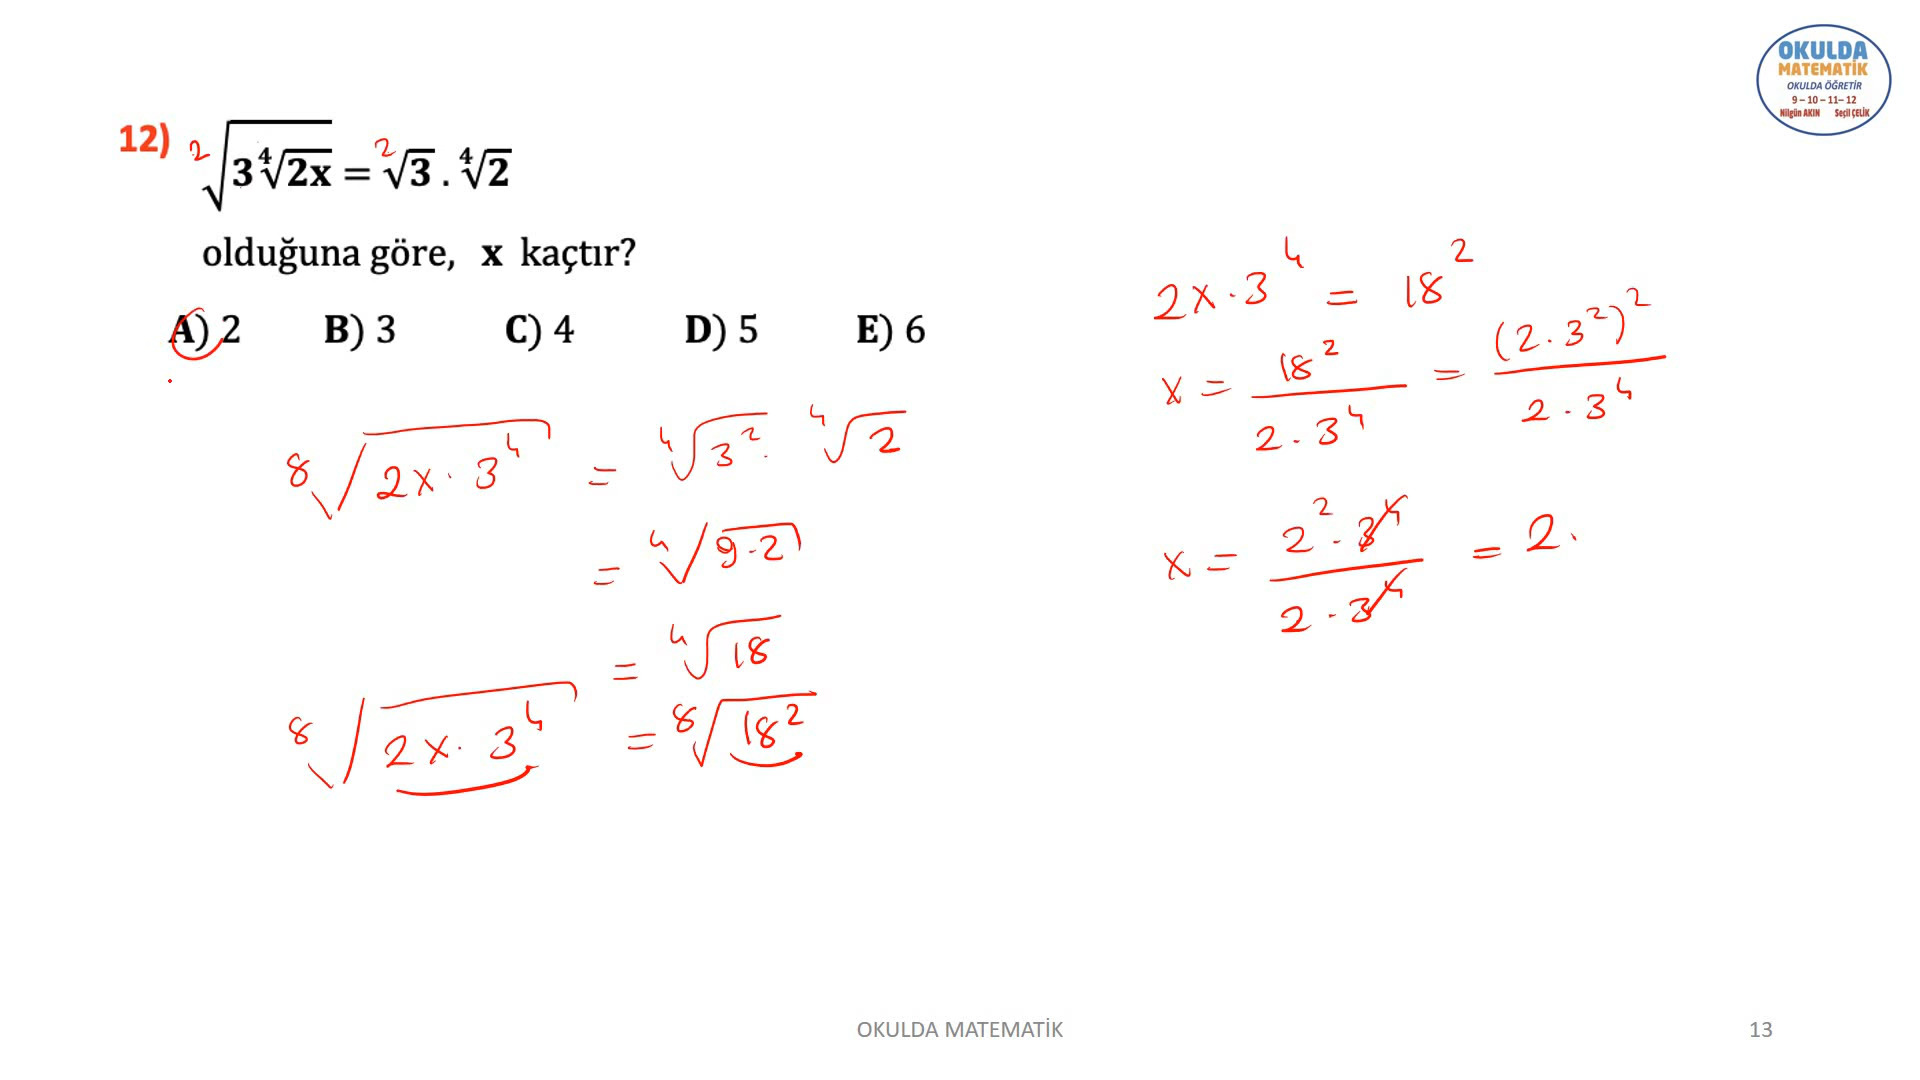 OKULDA
MATEMATİK
OKULDA ÖĞRETİR
9 – 10 – 11– 12
Nilgün AKIN Seçil ÇELİK
12) ²√(3⁴√(2x)) = ²√3 . ⁴√2
olduğuna göre, x kaçtır?
A) 2 B) 3 C) 4 D) 5 E) 6
⁸√(2x · 3⁴) = ⁴√(3²) · ⁴√2
= ⁴√(9·2)
= ⁴√18
⁸√(2x · 3⁴) = ⁸√(18²)
2x · 3⁴ = 18²
x = 18² / (2 · 3⁴) = (2 · 3²)² / (2 · 3⁴)
x = (2² · 3⁴) / (2 · 3⁴) = 2.
OKULDA MATEMATİK
13